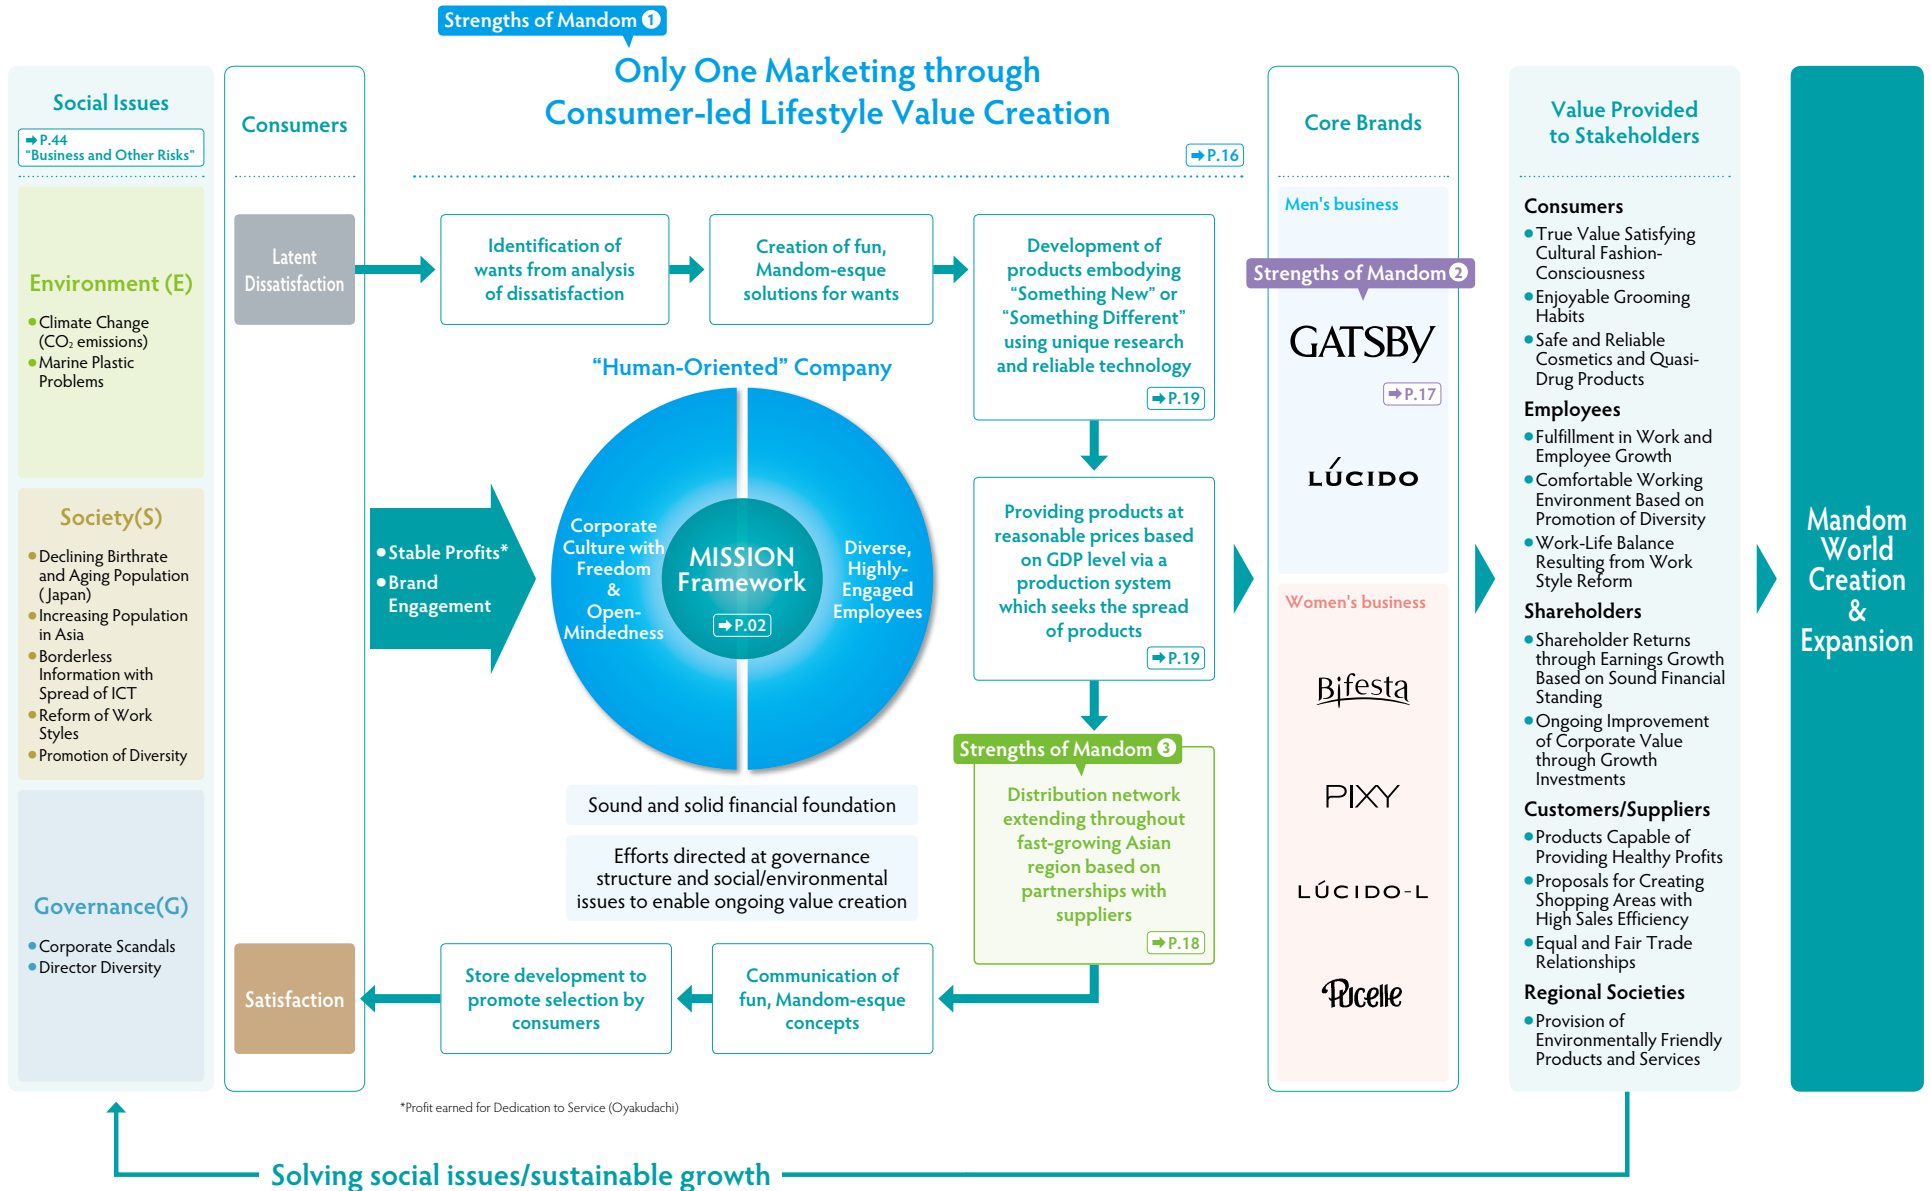 Strengths of Mandom 1
Only One Marketing through
Consumer-led Lifestyle Value Creation
➡P.16
Social Issues
➡P.44
“Business and Other Risks”
Environment (E)
●Climate Change
(CO₂ emissions)
●Marine Plastic
Problems
Society(S)
●Declining Birthrate
and Aging Population
(Japan)
●Increasing Population
in Asia
●Borderless
Information with
Spread of ICT
●Reform of Work
Styles
●Promotion of Diversity
Governance(G)
●Corporate Scandals
●Director Diversity
Consumers
Latent
Dissatisfaction
Satisfaction
Identification of
wants from analysis
of dissatisfaction
Creation of fun,
Mandom-esque
solutions for wants
Development of
products embodying
“Something New” or
“Something Different”
using unique research
and reliable technology
➡P.19
“Human-Oriented” Company
●Stable Profits*
●Brand
Engagement
Corporate
Culture with
Freedom
&
Open-
Mindedness
MISSION
Framework
➡P.02
Diverse,
Highly-
Engaged
Employees
Providing products at
reasonable prices based
on GDP level via a
production system
which seeks the spread
of products
➡P.19
Sound and solid financial foundation
Efforts directed at governance
structure and social/environmental
issues to enable ongoing value creation
Strengths of Mandom 3
Distribution network
extending throughout
fast-growing Asian
region based on
partnerships with
suppliers
➡P.18
Communication of
fun, Mandom-esque
concepts
Store development to
promote selection by
consumers
*Profit earned for Dedication to Service (Oyakudachi)
Core Brands
Men's business
Strengths of Mandom 2
GATSBY
➡P.17
LÚCIDO
Women's business
Bifesta
PIXY
LÚCIDO-L
Pucelle
Value Provided
to Stakeholders
Consumers
●True Value Satisfying
Cultural Fashion-
Consciousness
●Enjoyable Grooming
Habits
●Safe and Reliable
Cosmetics and Quasi-
Drug Products
Employees
●Fulfillment in Work and
Employee Growth
●Comfortable Working
Environment Based on
Promotion of Diversity
●Work-Life Balance
Resulting from Work
Style Reform
Shareholders
●Shareholder Returns
through Earnings Growth
Based on Sound Financial
Standing
●Ongoing Improvement
of Corporate Value
through Growth
Investments
Customers/Suppliers
●Products Capable of
Providing Healthy Profits
●Proposals for Creating
Shopping Areas with
High Sales Efficiency
●Equal and Fair Trade
Relationships
Regional Societies
●Provision of
Environmentally Friendly
Products and Services
Mandom
World
Creation
&
Expansion
Solving social issues/sustainable growth